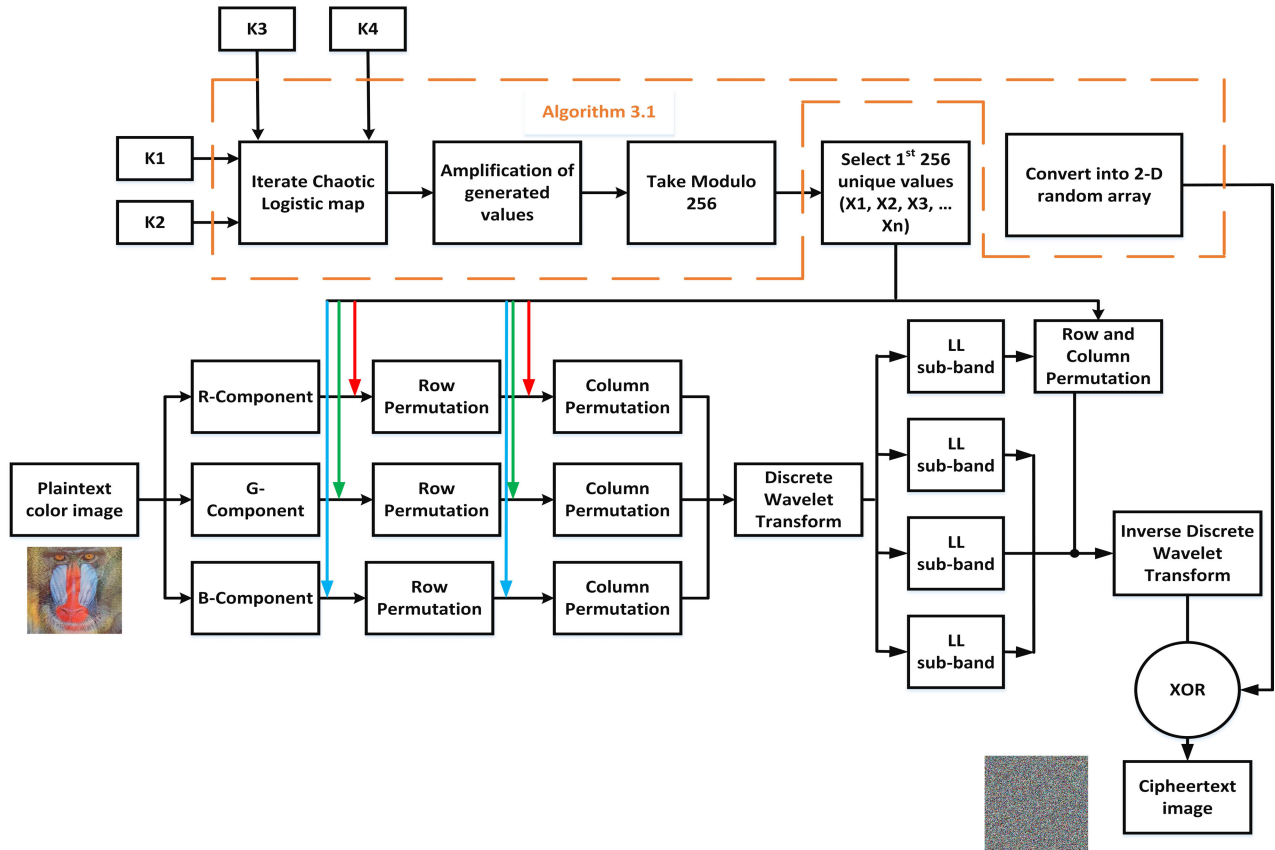 K3
K4
Algorithm 3.1
K1
K2
Iterate Chaotic
Logistic map
Amplification of
generated
values
Take Modulo
256
Select 1st 256
unique values
(X1, X2, X3, ...
Xn)
Convert into 2-D
random array
R-Component
Row
Permutation
Column
Permutation
LL
sub-band
Row and
Column
Permutation
Plaintext
color image
G-
Component
Row
Permutation
Column
Permutation
Discrete
Wavelet
Transform
LL
sub-band
LL
sub-band
Inverse Discrete
Wavelet
Transform
B-Component
Row
Permutation
Column
Permutation
LL
sub-band
XOR
Cipheertext
image